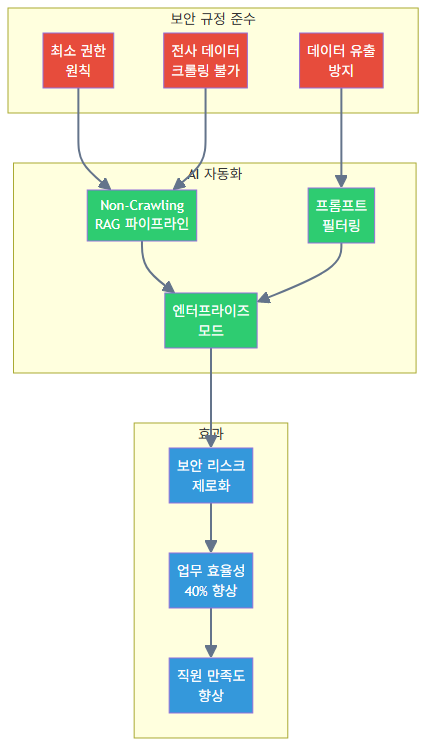 보안 규정 준수
최소 권한
원칙
전사 데이터
크롤링 불가
데이터 유출
방지
AI 자동화
Non-Crawling
RAG 파이프라인
프롬프트
필터링
엔터프라이즈
모드
효과
보안 리스크
제로화
업무 효율성
40% 향상
직원 만족도
향상